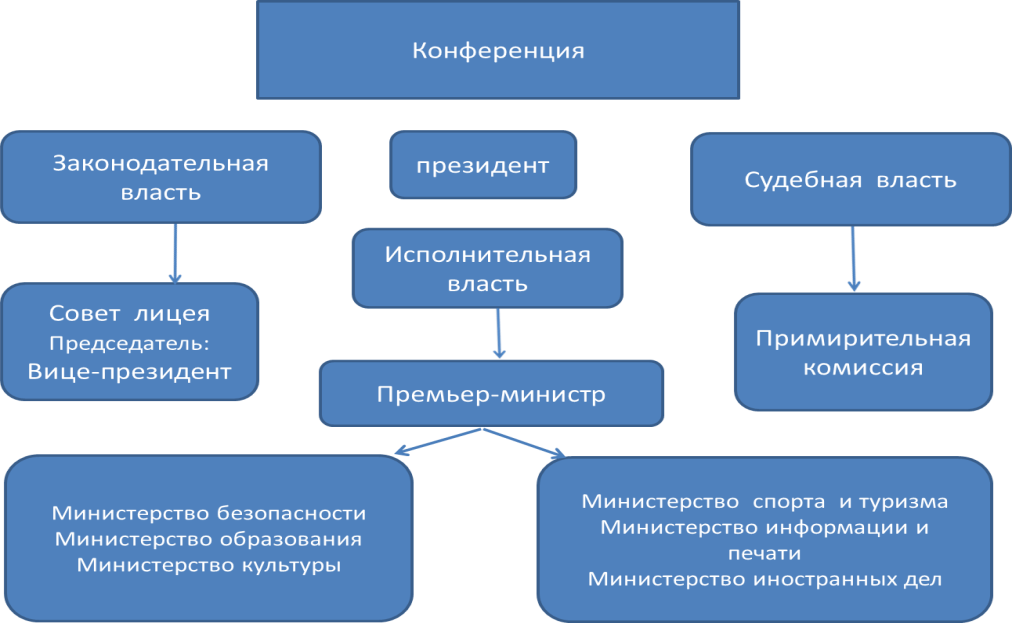 Конференция
Законодательная
власть
президент
Судебная власть
Исполнительная
власть
Совет лицея
Председатель:
Вице-президент
Примирительная
комиссия
Премьер-министр
Министерство безопасности
Министерство образования
Министерство культуры
Министерство спорта и туризма
Министерство информации и
печати
Министерство иностранных дел